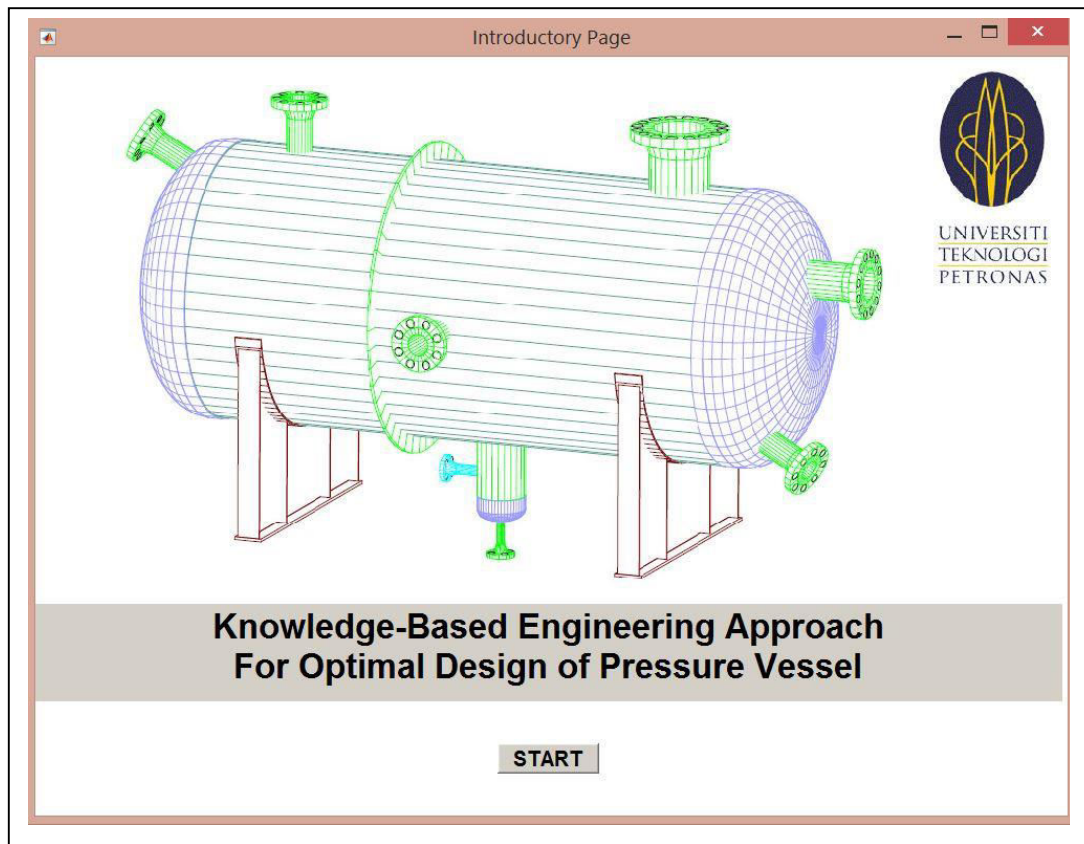 Introductory Page
UNIVERSITI
TEKNOLOGI
PETRONAS
Knowledge-Based Engineering Approach
For Optimal Design of Pressure Vessel
START